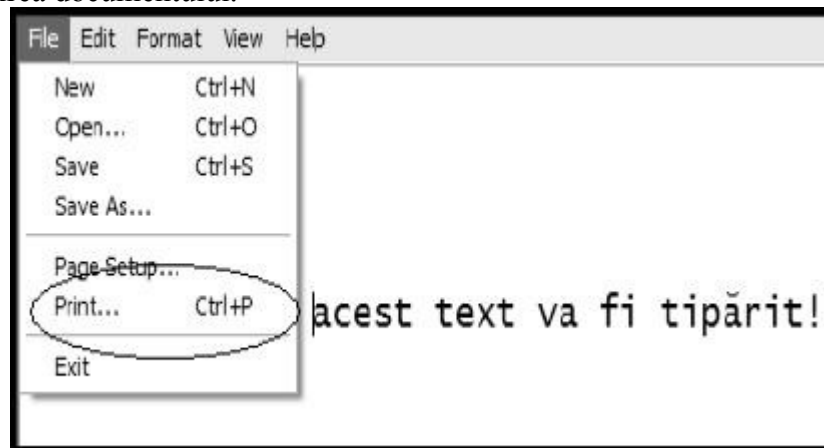 File Edit Format View Help
New Ctrl+N
Open... Ctrl+O
Save Ctrl+S
Save As...
Page Setup...
Print... Ctrl+P
acest text va fi tipărit!
Exit